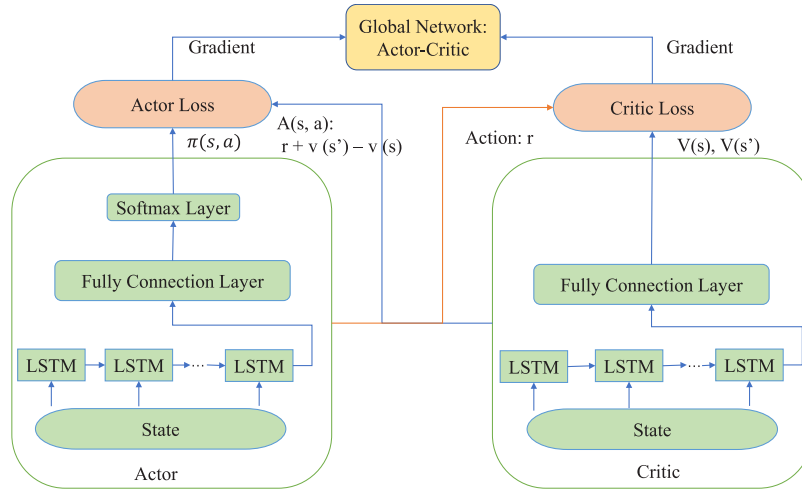 Global Network:
Actor-Critic
Gradient
Gradient
Actor Loss
Critic Loss
π(s, a)
A(s, a):
r + v (s’) – v (s)
Action: r
V(s), V(s’)
Softmax Layer
Fully Connection Layer
Fully Connection Layer
LSTM
LSTM
...
LSTM
LSTM
LSTM
...
LSTM
State
State
Actor
Critic